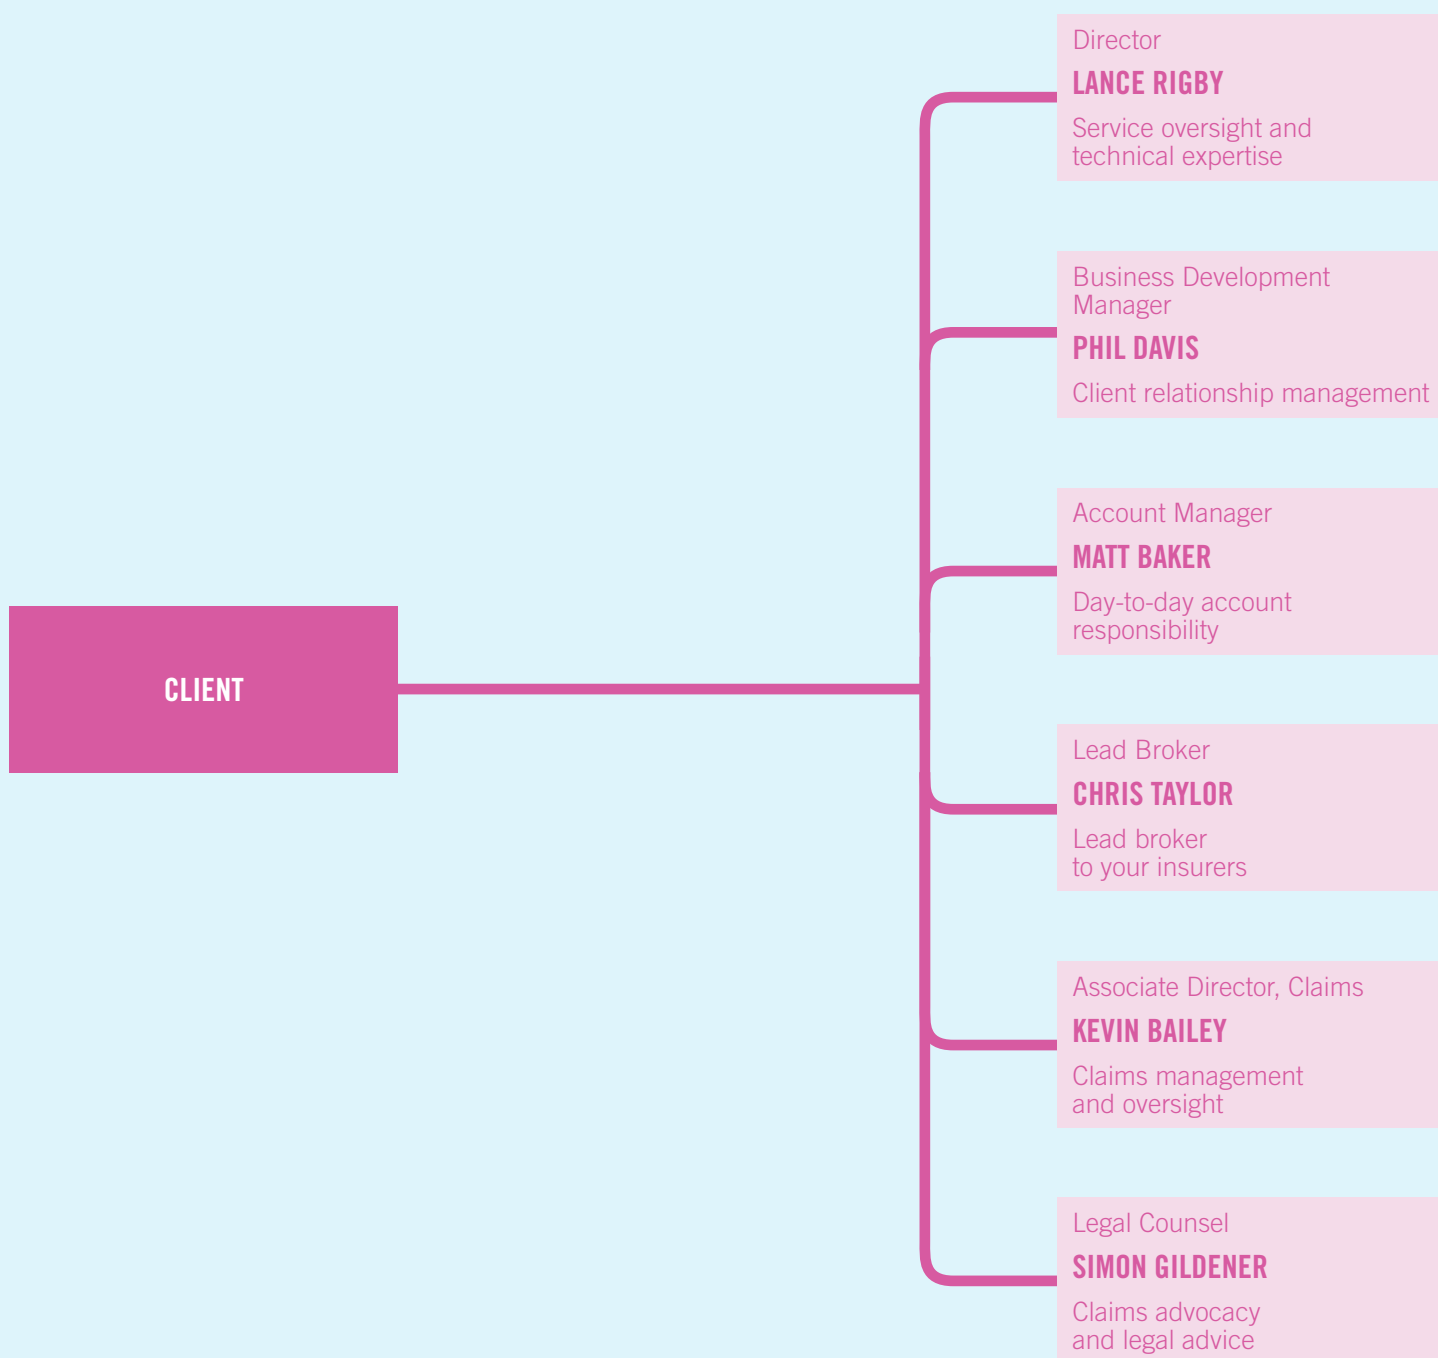 Director
LANCE RIGBY
Service oversight and
technical expertise
Business Development
Manager
PHIL DAVIS
Client relationship management
Account Manager
MATT BAKER
Day-to-day account
responsibility
CLIENT
Lead Broker
CHRIS TAYLOR
Lead broker
to your insurers
Associate Director, Claims
KEVIN BAILEY
Claims management
and oversight
Legal Counsel
SIMON GILDENER
Claims advocacy
and legal advice